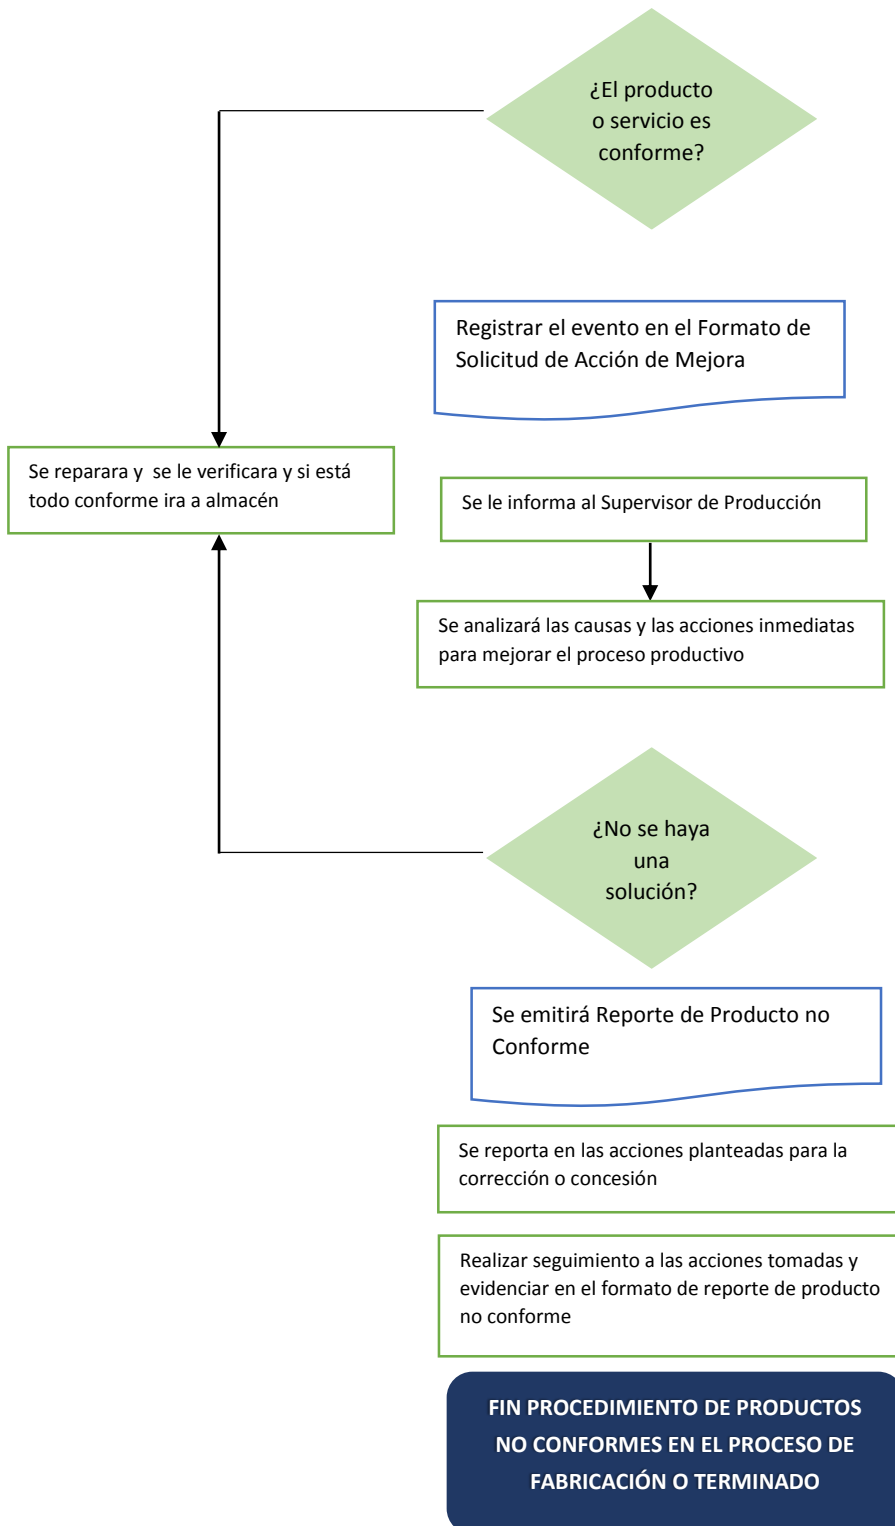 ¿El producto
o servicio es
conforme?
Registrar el evento en el Formato de
Solicitud de Acción de Mejora
Se reparara y  se le verificara y si está
todo conforme ira a almacén
Se le informa al Supervisor de Producción
Se analizará las causas y las acciones inmediatas
para mejorar el proceso productivo
¿No se haya
una
solución?
Se emitirá Reporte de Producto no
Conforme
Se reporta en las acciones planteadas para la
corrección o concesión
Realizar seguimiento a las acciones tomadas y
evidenciar en el formato de reporte de producto
no conforme
FIN PROCEDIMIENTO DE PRODUCTOS
NO CONFORMES EN EL PROCESO DE
FABRICACIÓN O TERMINADO